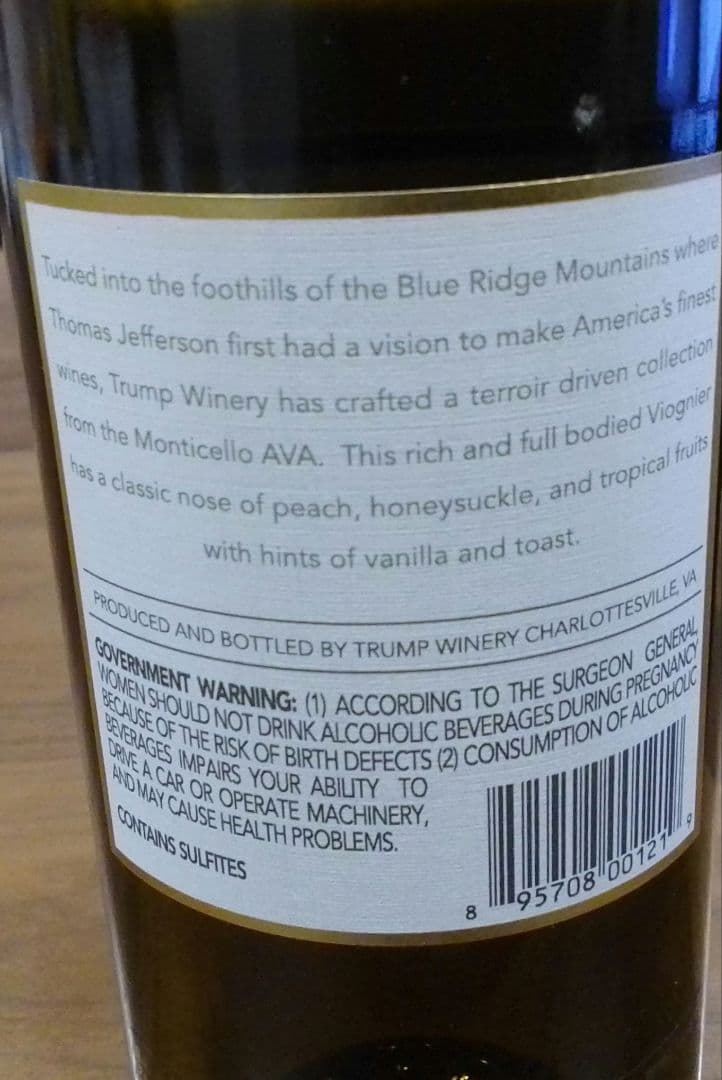 Tucked into the foothills of the Blue Ridge Mountains where
Thomas Jefferson first had a vision to make America's finest
wines, Trump Winery has crafted a terroir driven collection
from the Monticello AVA. This rich and full bodied Viognier
has a classic nose of peach, honeysuckle, and tropical fruits
with hints of vanilla and toast.
PRODUCED AND BOTTLED BY TRUMP WINERY CHARLOTTESVILLE, VA
GOVERNMENT WARNING: (1) ACCORDING TO THE SURGEON GENERAL,
WOMEN SHOULD NOT DRINK ALCOHOLIC BEVERAGES DURING PREGNANCY
BECAUSE OF THE RISK OF BIRTH DEFECTS (2) CONSUMPTION OF ALCOHOLIC
BEVERAGES IMPAIRS YOUR ABILITY TO
DRIVE A CAR OR OPERATE MACHINERY,
AND MAY CAUSE HEALTH PROBLEMS.
CONTAINS SULFITES
8 95708 00121 9